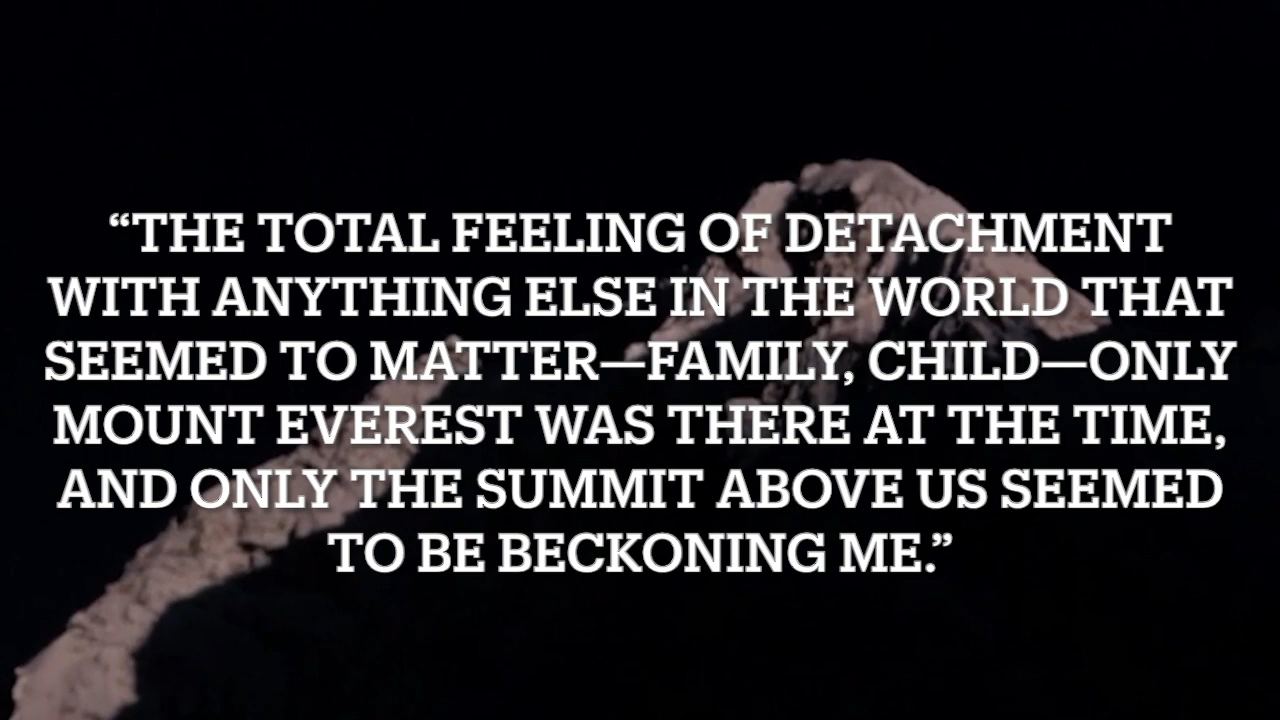 “THE TOTAL FEELING OF DETACHMENT
WITH ANYTHING ELSE IN THE WORLD THAT
SEEMED TO MATTER—FAMILY, CHILD—ONLY
MOUNT EVEREST WAS THERE AT THE TIME,
AND ONLY THE SUMMIT ABOVE US SEEMED
TO BE BECKONING ME.”